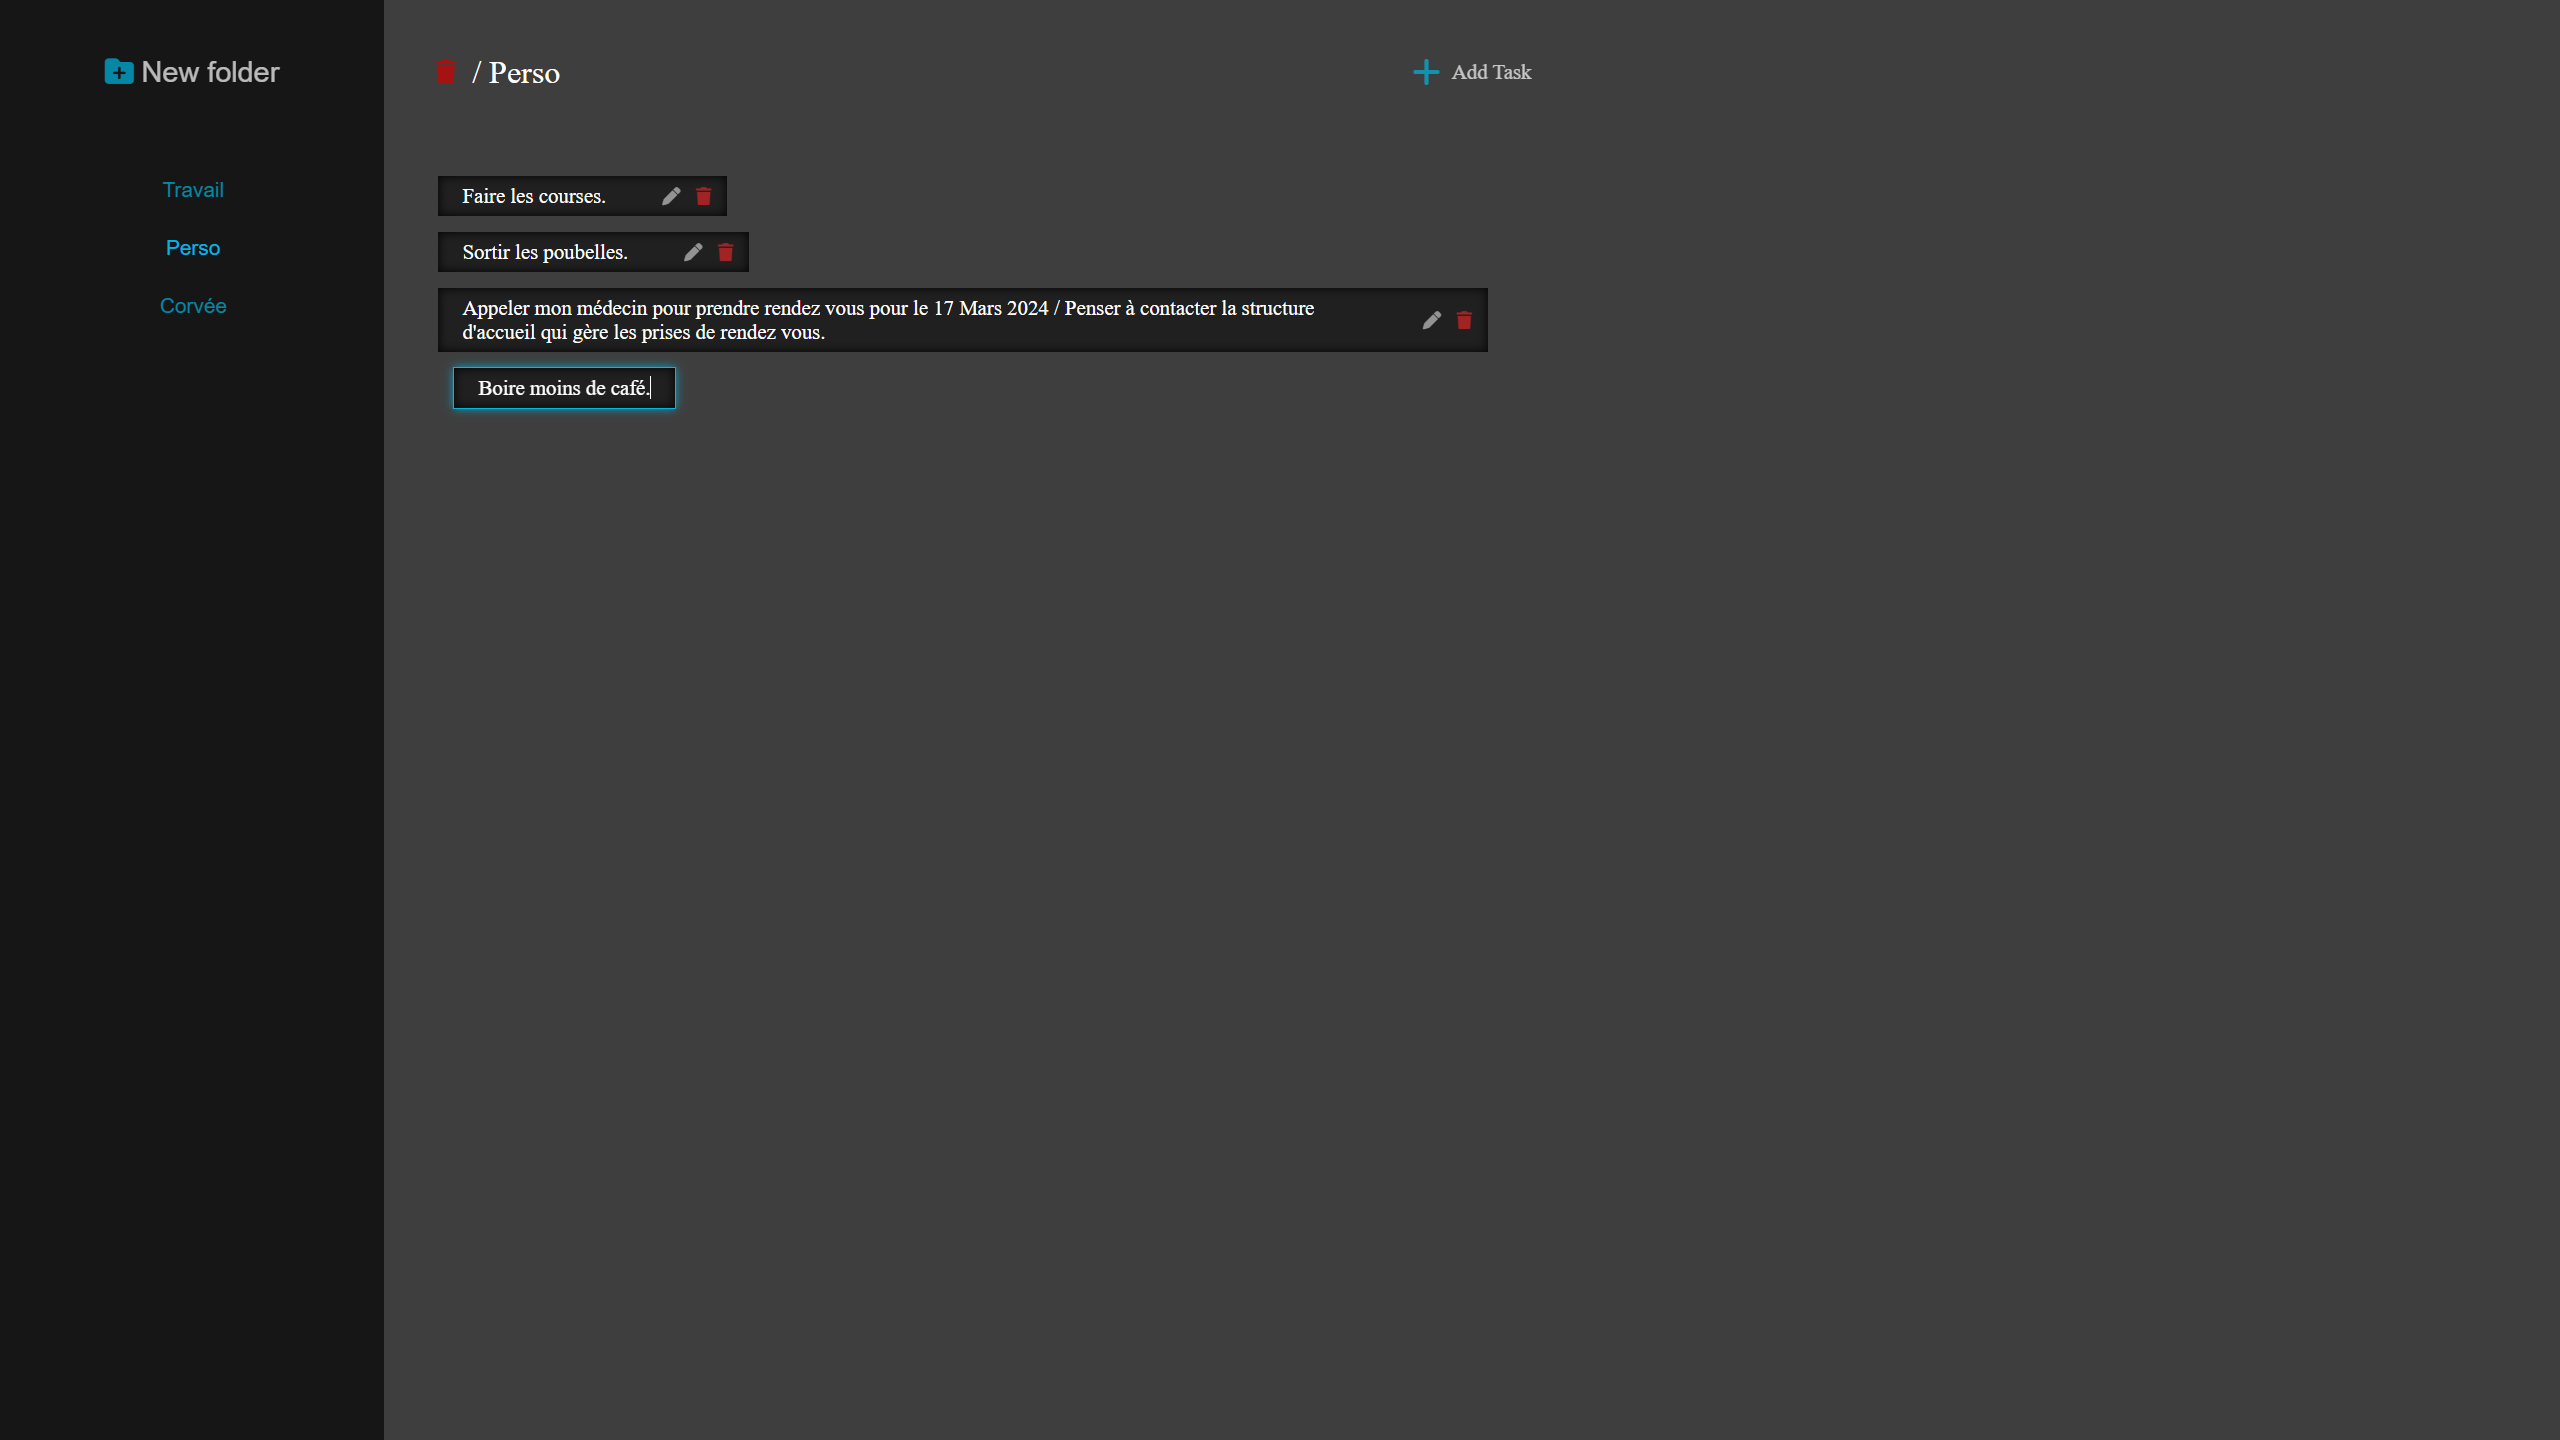 New folder
/ Perso
Add Task
Travail
Perso
Corvée
Faire les courses.
Sortir les poubelles.
Appeler mon médecin pour prendre rendez vous pour le 17 Mars 2024 / Penser à contacter la structure
d'accueil qui gère les prises de rendez vous.
Boire moins de café.